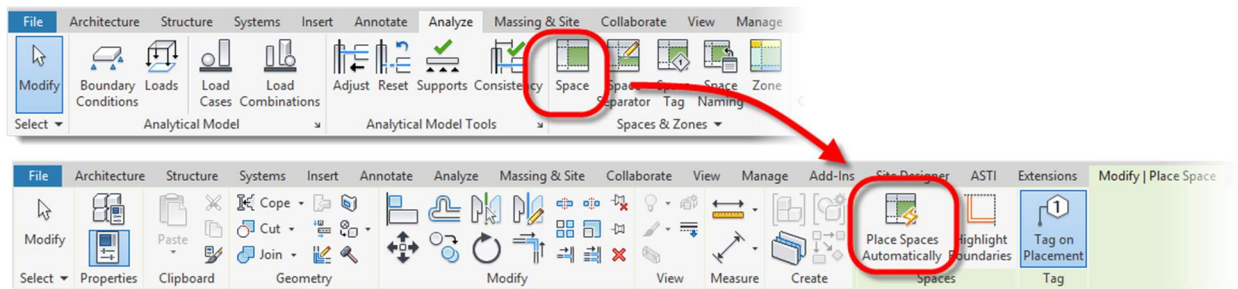 File Architecture Structure Systems Insert Annotate Analyze Massing & Site Collaborate View Manage
Modify Boundary Conditions Loads Load Cases Load Combinations Adjust Reset Supports Consistency Space Space Separator Space Tag Space Naming Zone
Select Analytical Model Analytical Model Tools Spaces & Zones
File Architecture Structure Systems Insert Annotate Analyze Massing & Site Collaborate View Manage Add-Ins Site Designer ASTI Extensions Modify | Place Space
Modify Paste Cope Cut Join Place Spaces Automatically Highlight Boundaries Tag on Placement
Select Properties Clipboard Geometry Modify View Measure Create Spaces Tag